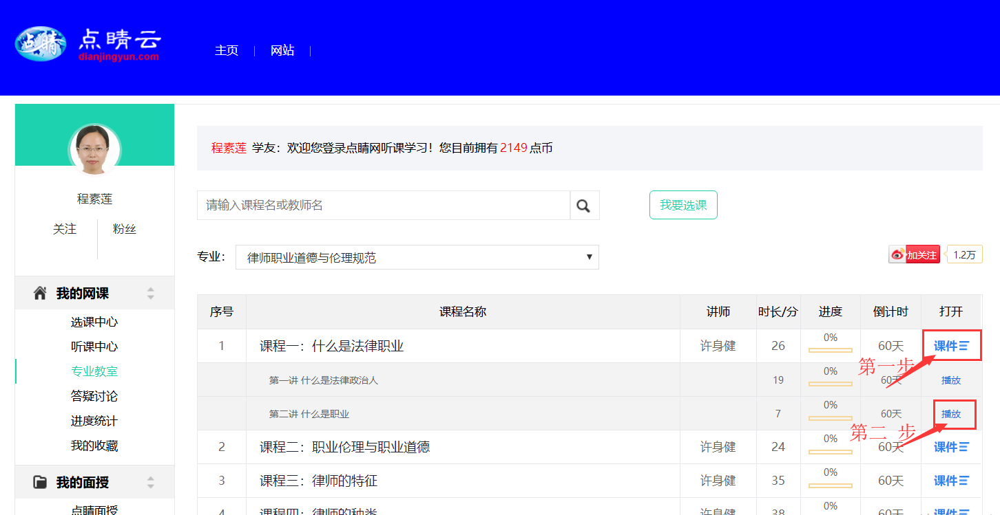 点睛 点睛云
dianjingyun.com
主页 | 网站 |
程素莲 学友：欢迎您登录点睛网听课学习！您目前拥有2149点币
程素莲
关注 粉丝
请输入课程名或教师名
我要选课
专业：
律师职业道德与伦理规范
加关注 1.2万
我的网课
选课中心
听课中心
专业教室
答疑讨论
进度统计
我的收藏
我的面授
点睛面授
序号 课程名称 讲师 时长/分 进度 倒计时 打开
1 课程一：什么是法律职业 许身健 26 0% 60天 课件
第一步
第一讲 什么是法律政治人 19 0% 60天 播放
第二讲 什么是职业 7 0% 60天 播放
第二 步
2 课程二：职业伦理与职业道德 许身健 24 0% 60天 课件
3 课程三：律师的特征 许身健 35 0% 60天 课件
4 课程四：律师的种类 许身健 38 0% 60天 课件